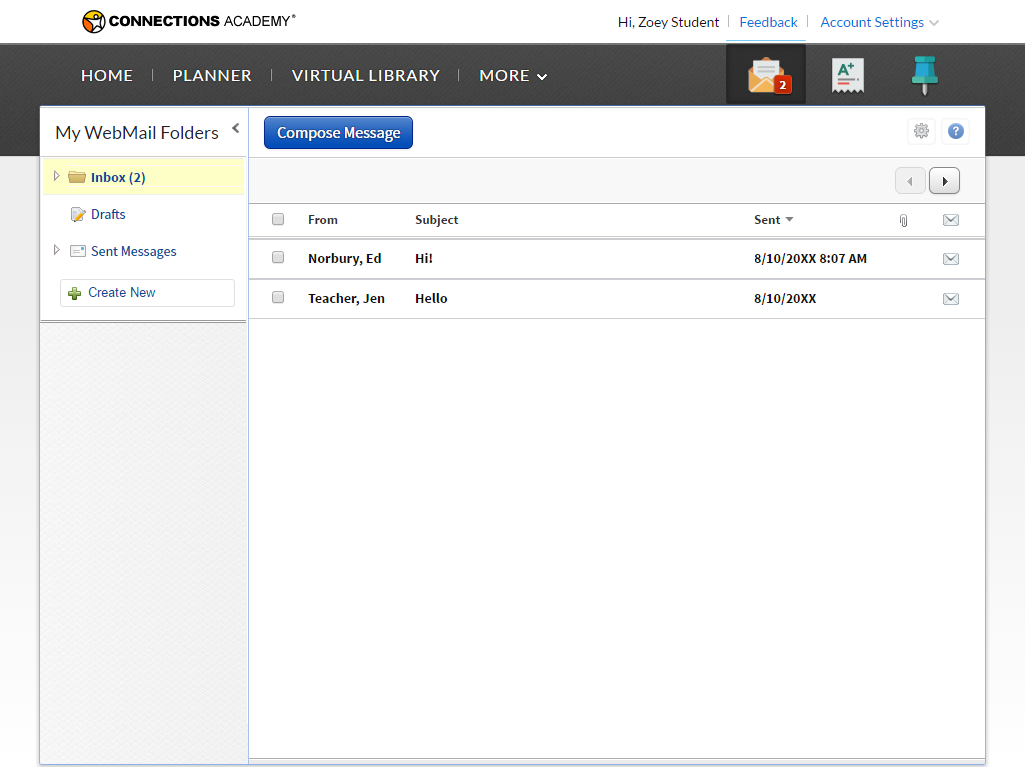 CONNECTIONS ACADEMY®
Hi, Zoey Student
Feedback
Account Settings
HOME
PLANNER
VIRTUAL LIBRARY
MORE
2
A+
My WebMail Folders
Compose Message
?
Inbox (2)
Drafts
Sent Messages
Create New
From Subject Sent
Norbury, Ed Hi! 8/10/20XX 8:07 AM
Teacher, Jen Hello 8/10/20XX